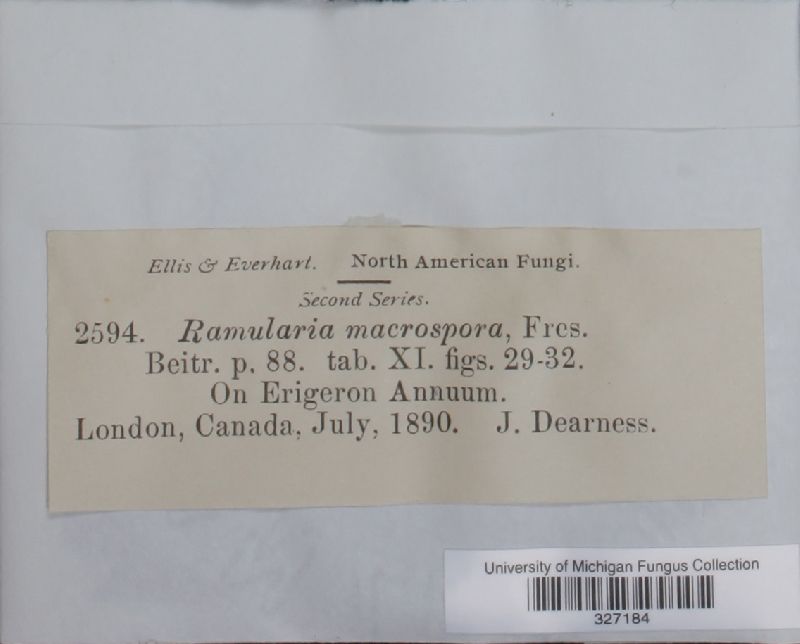 Ellis & Everhart. North American Fungi.
Second Series.
2594. Ramularia macrospora, Fres.
Beitr. p. 88. tab. XI. figs. 29-32.
On Erigeron Annuum.
London, Canada, July, 1890. J. Dearness.
University of Michigan Fungus Collection
327184